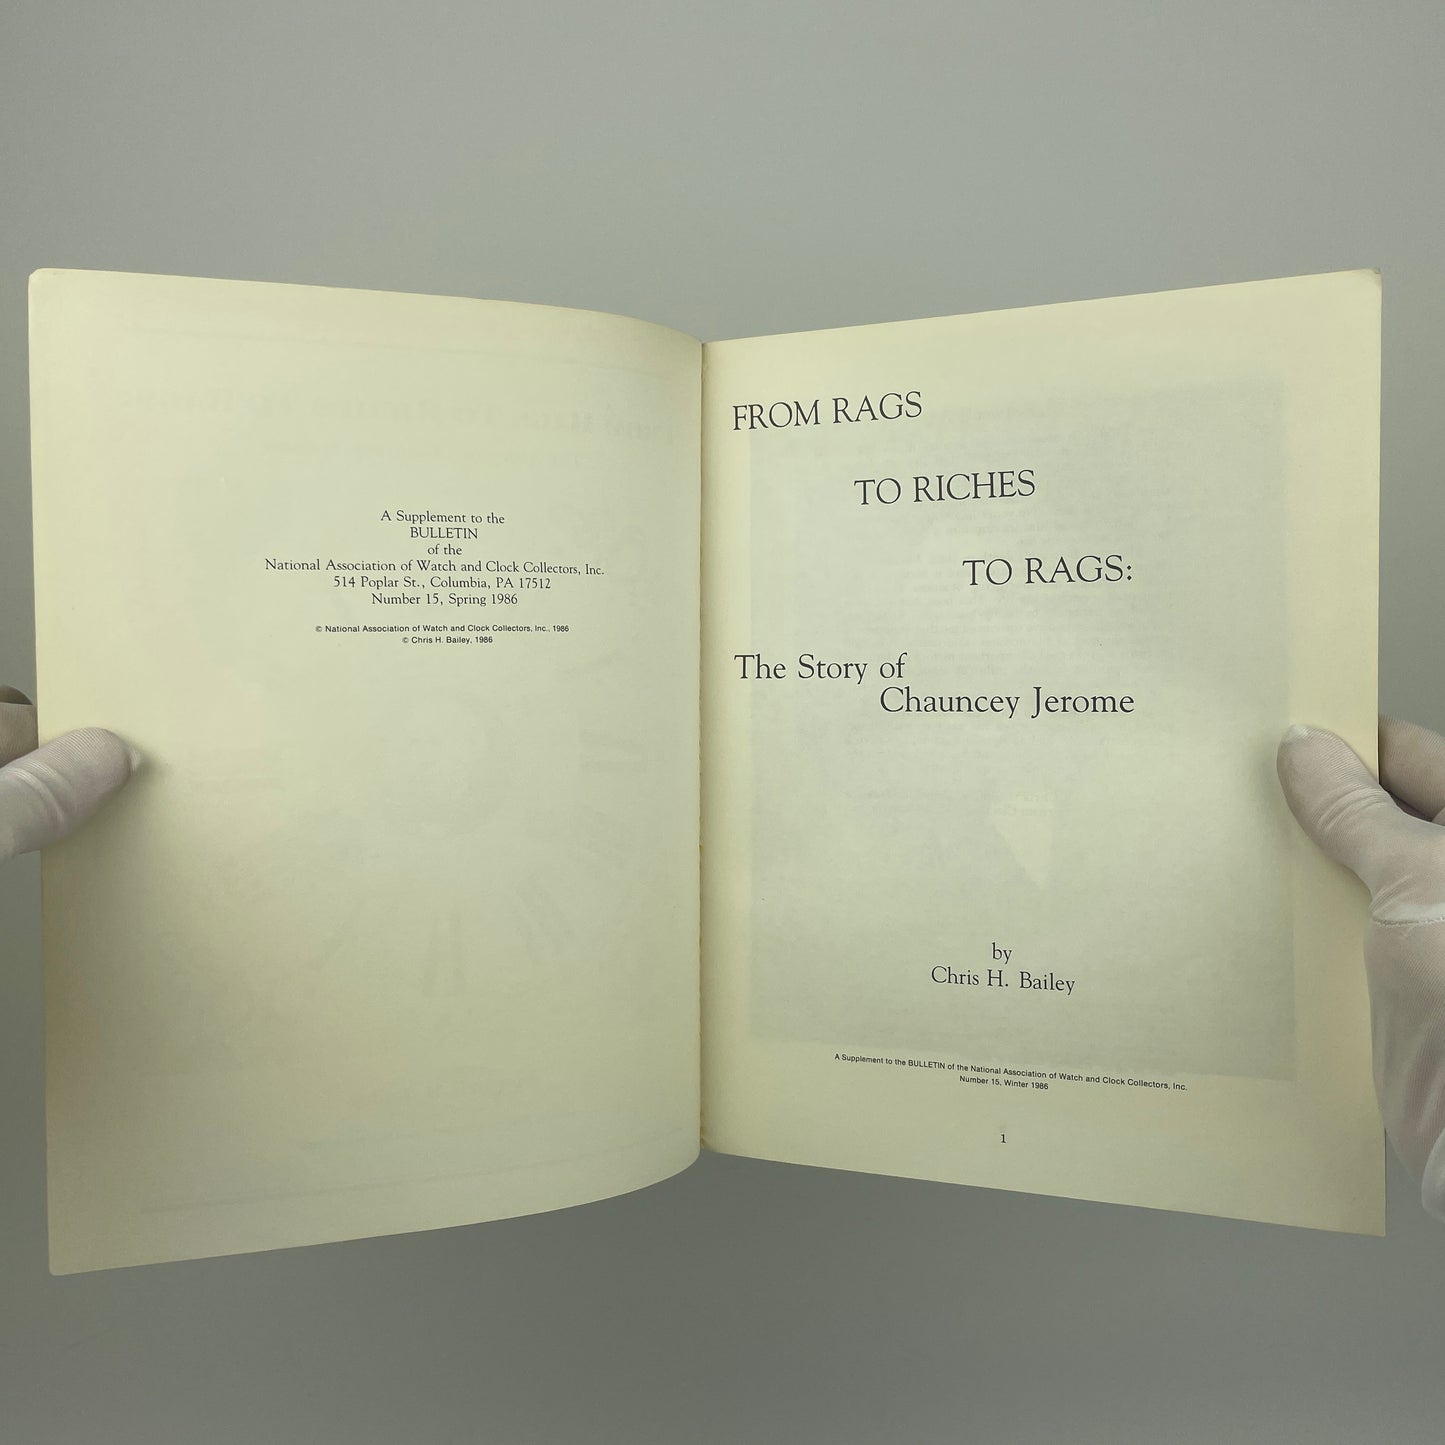 A Supplement to the
BULLETIN
of the
National Association of Watch and Clock Collectors, Inc.
514 Poplar St., Columbia, PA 17512
Number 15, Spring 1986
© National Association of Watch and Clock Collectors, Inc., 1986
© Chris H. Bailey, 1986
FROM RAGS
TO RICHES
TO RAGS:
The Story of
Chauncey Jerome
by
Chris H. Bailey
A Supplement to the BULLETIN of the National Association of Watch and Clock Collectors, Inc.
Number 15, Winter 1986
1